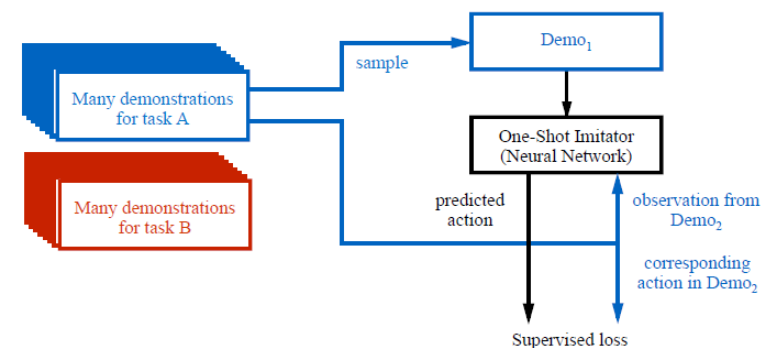 Many demonstrations
for task A
Many demonstrations
for task B
sample
Demo₁
One-Shot Imitator
(Neural Network)
predicted
action
observation from
Demo₂
corresponding
action in Demo₂
Supervised loss